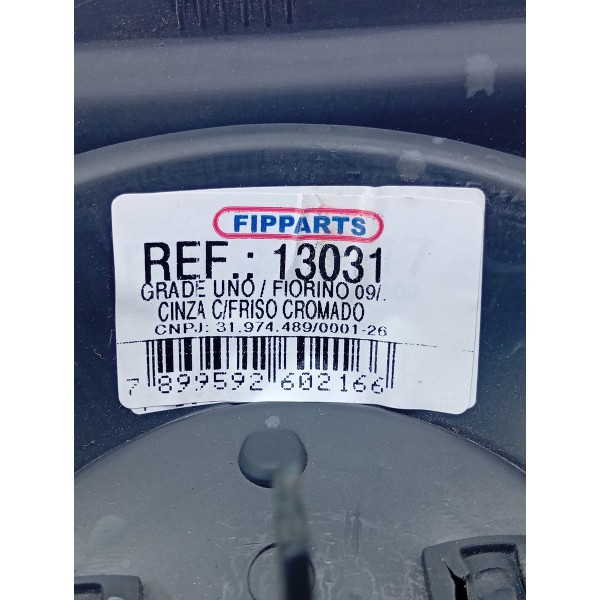 FIPPARTS
REF.: 13031
GRADE UNO / FIORINO 09/.
CINZA C/FRISO CROMADO
CNPJ: 31.974.489/0001-26
7 899592 602166